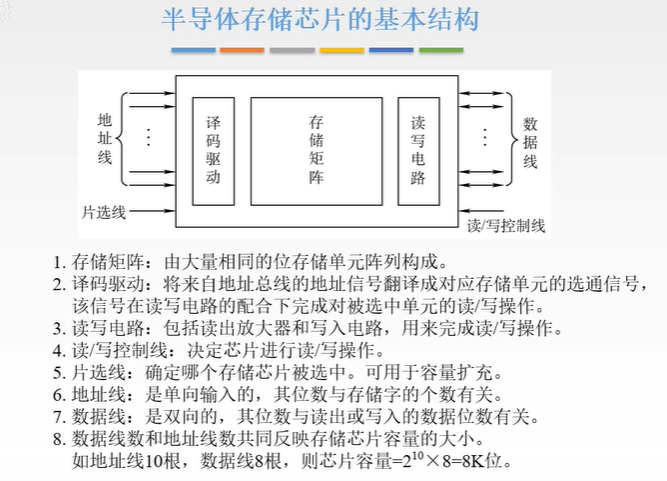 半导体存储芯片的基本结构
地址线
译码驱动
存储矩阵
读写电路
数据线
片选线
读/写控制线
1. 存储矩阵：由大量相同的位存储单元阵列构成。
2. 译码驱动：将来自地址总线的地址信号翻译成对应存储单元的选通信号，
该信号在读写电路的配合下完成对被选中单元的读/写操作。
3. 读写电路：包括读出放大器和写入电路，用来完成读/写操作。
4. 读/写控制线：决定芯片进行读/写操作。
5. 片选线：确定哪个存储芯片被选中。可用于容量扩充。
6. 地址线：是单向输入的，其位数与存储字的个数有关。
7. 数据线：是双向的，其位数与读出或写入的数据位数有关。
8. 数据线数和地址线数共同反映存储芯片容量的大小。
如地址线10根，数据线8根，则芯片容量=2¹⁰×8=8K位。